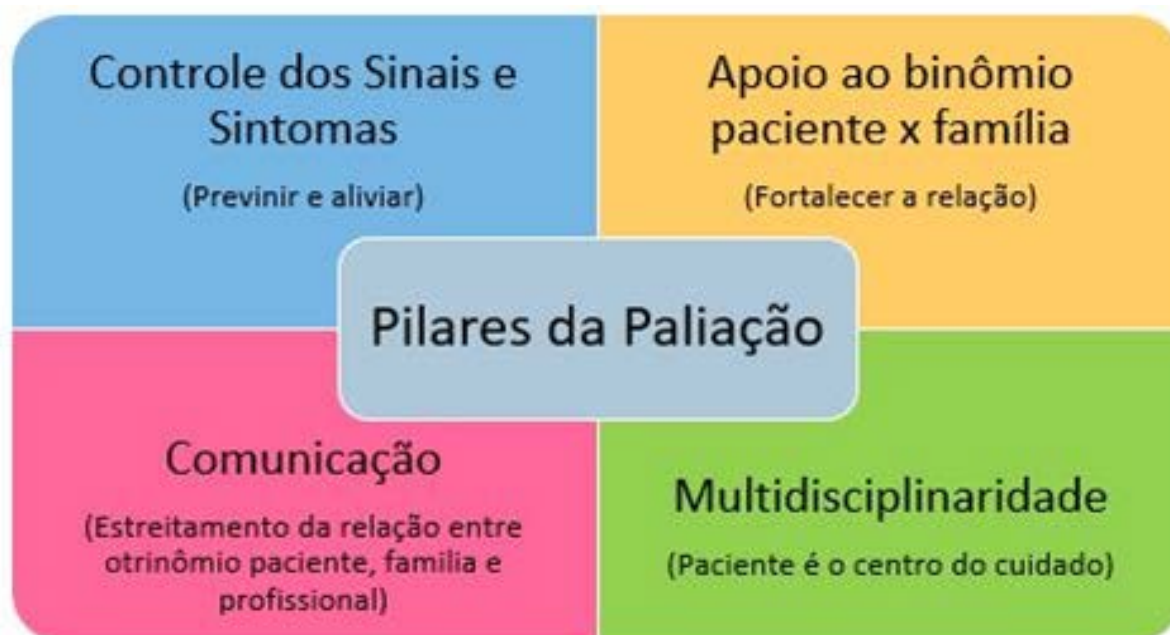 Controle dos Sinais e
Sintomas
(Previnir e aliviar)
Apoio ao binômio
paciente x família
(Fortalecer a relação)
Pilares da Paliação
Comunicação
(Estreitamento da relação entre
otrinômio paciente, familia e
profissional)
Multidisciplinaridade
(Paciente é o centro do cuidado)